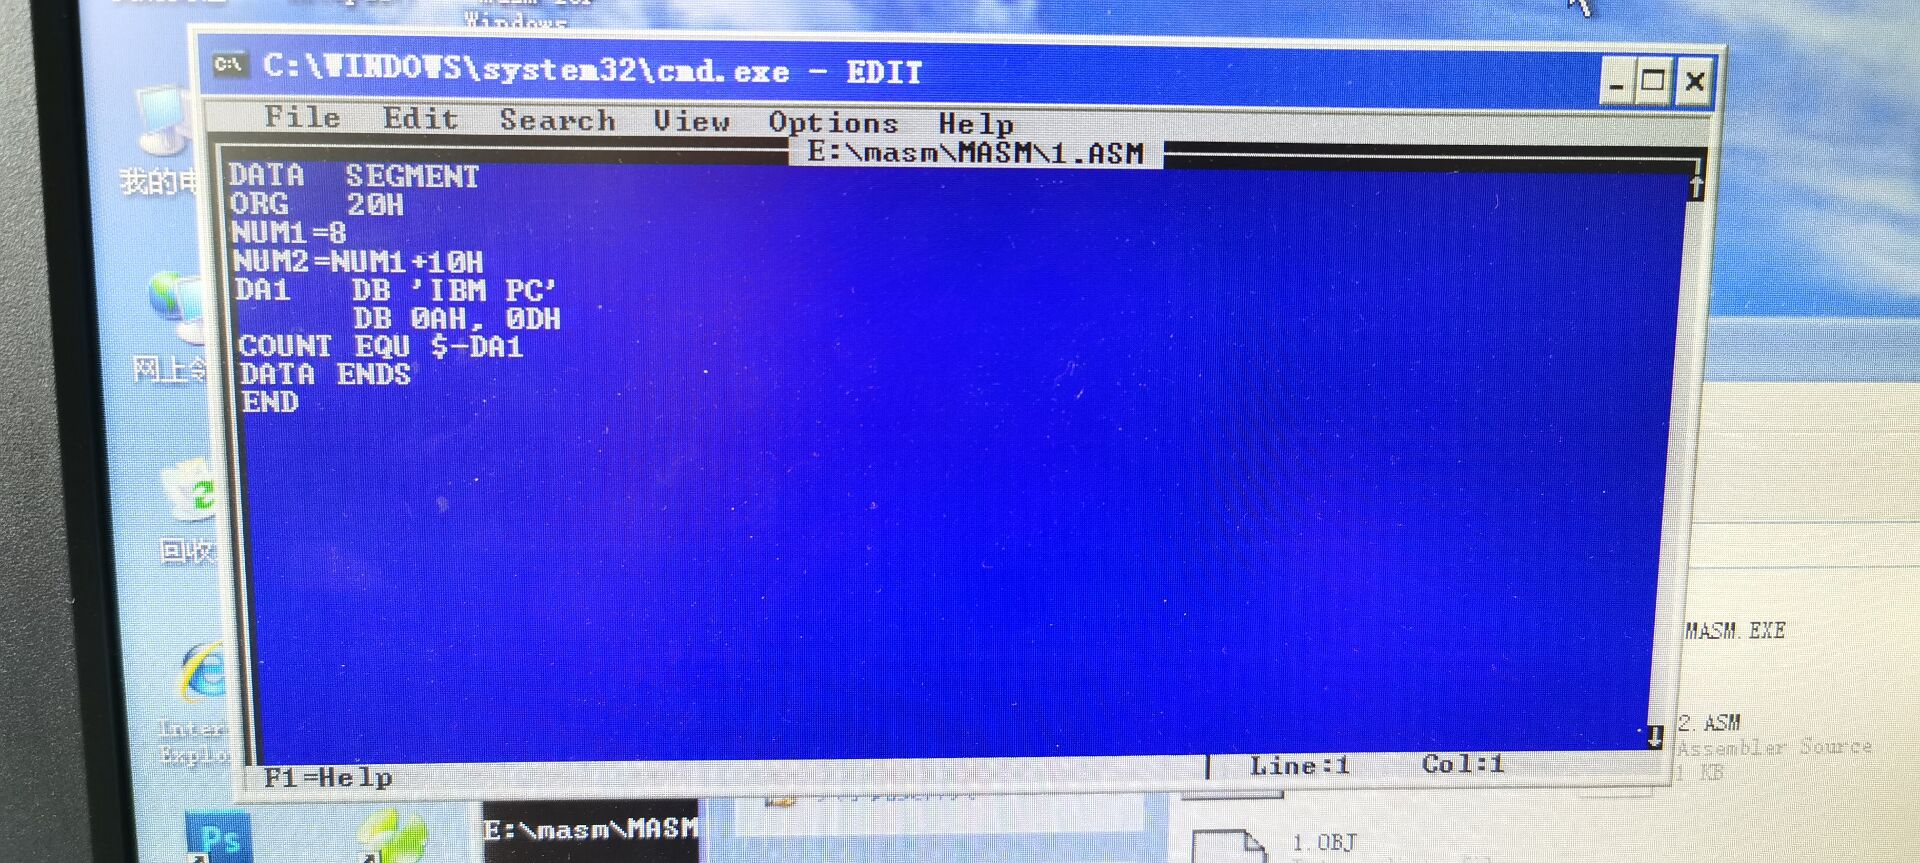 Windows
C:\WINDOWS\system32\cmd.exe - EDIT
File Edit Search View Options Help
E:\masm\MASM\1.ASM
DATA SEGMENT
ORG 20H
NUM1=8
NUM2=NUM1+10H
DA1 DB 'IBM PC'
DB 0AH, 0DH
COUNT EQU $-DA1
DATA ENDS
END
F1=Help Line:1 Col:1
我的电
网上邻
回收
Inter
Explo
Ps
E:\masm\MASM
MASM.EXE
2.ASM
Assembler Source
1 KB
1.OBJ